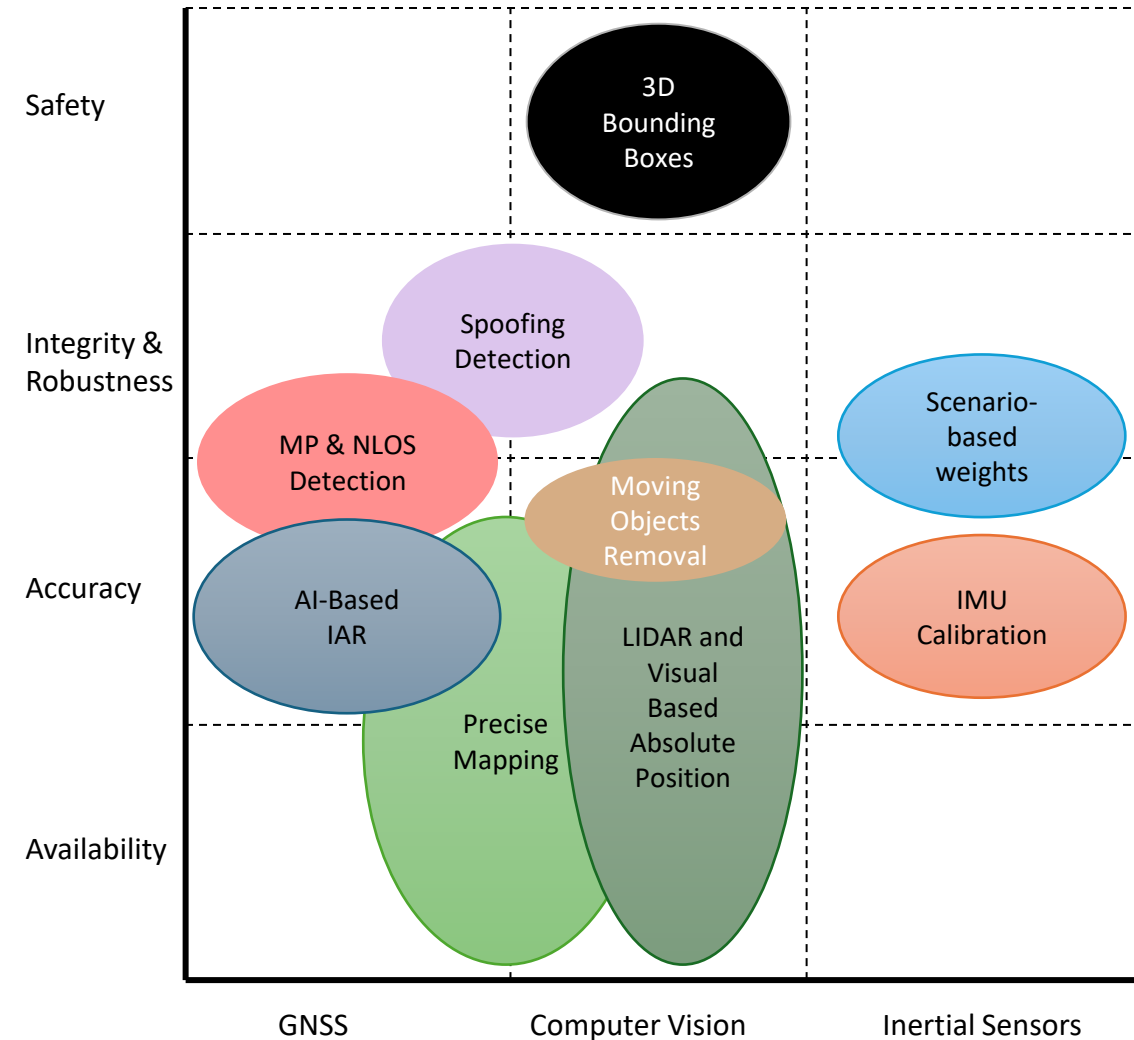 Safety
3D
Bounding
Boxes
Integrity &
Robustness
Spoofing
Detection
MP & NLOS
Detection
Scenario-
based
weights
Moving
Objects
Removal
Accuracy
AI-Based
IAR
LIDAR and
Visual
Based
Absolute
Position
IMU
Calibration
Precise
Mapping
Availability
GNSS
Computer Vision
Inertial Sensors